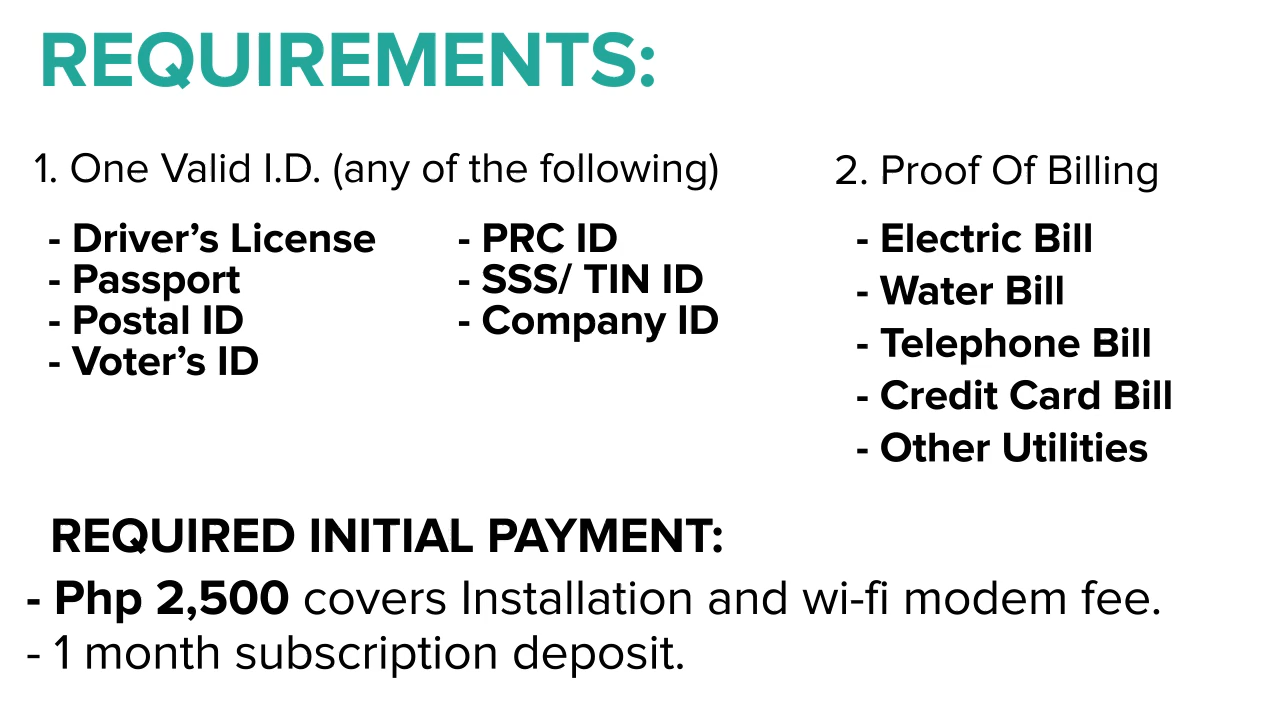 REQUIREMENTS:
1. One Valid I.D. (any of the following)
- Driver’s License
- Passport
- Postal ID
- Voter’s ID
- PRC ID
- SSS/ TIN ID
- Company ID
2. Proof Of Billing
- Electric Bill
- Water Bill
- Telephone Bill
- Credit Card Bill
- Other Utilities
REQUIRED INITIAL PAYMENT:
- Php 2,500 covers Installation and wi-fi modem fee.
- 1 month subscription deposit.